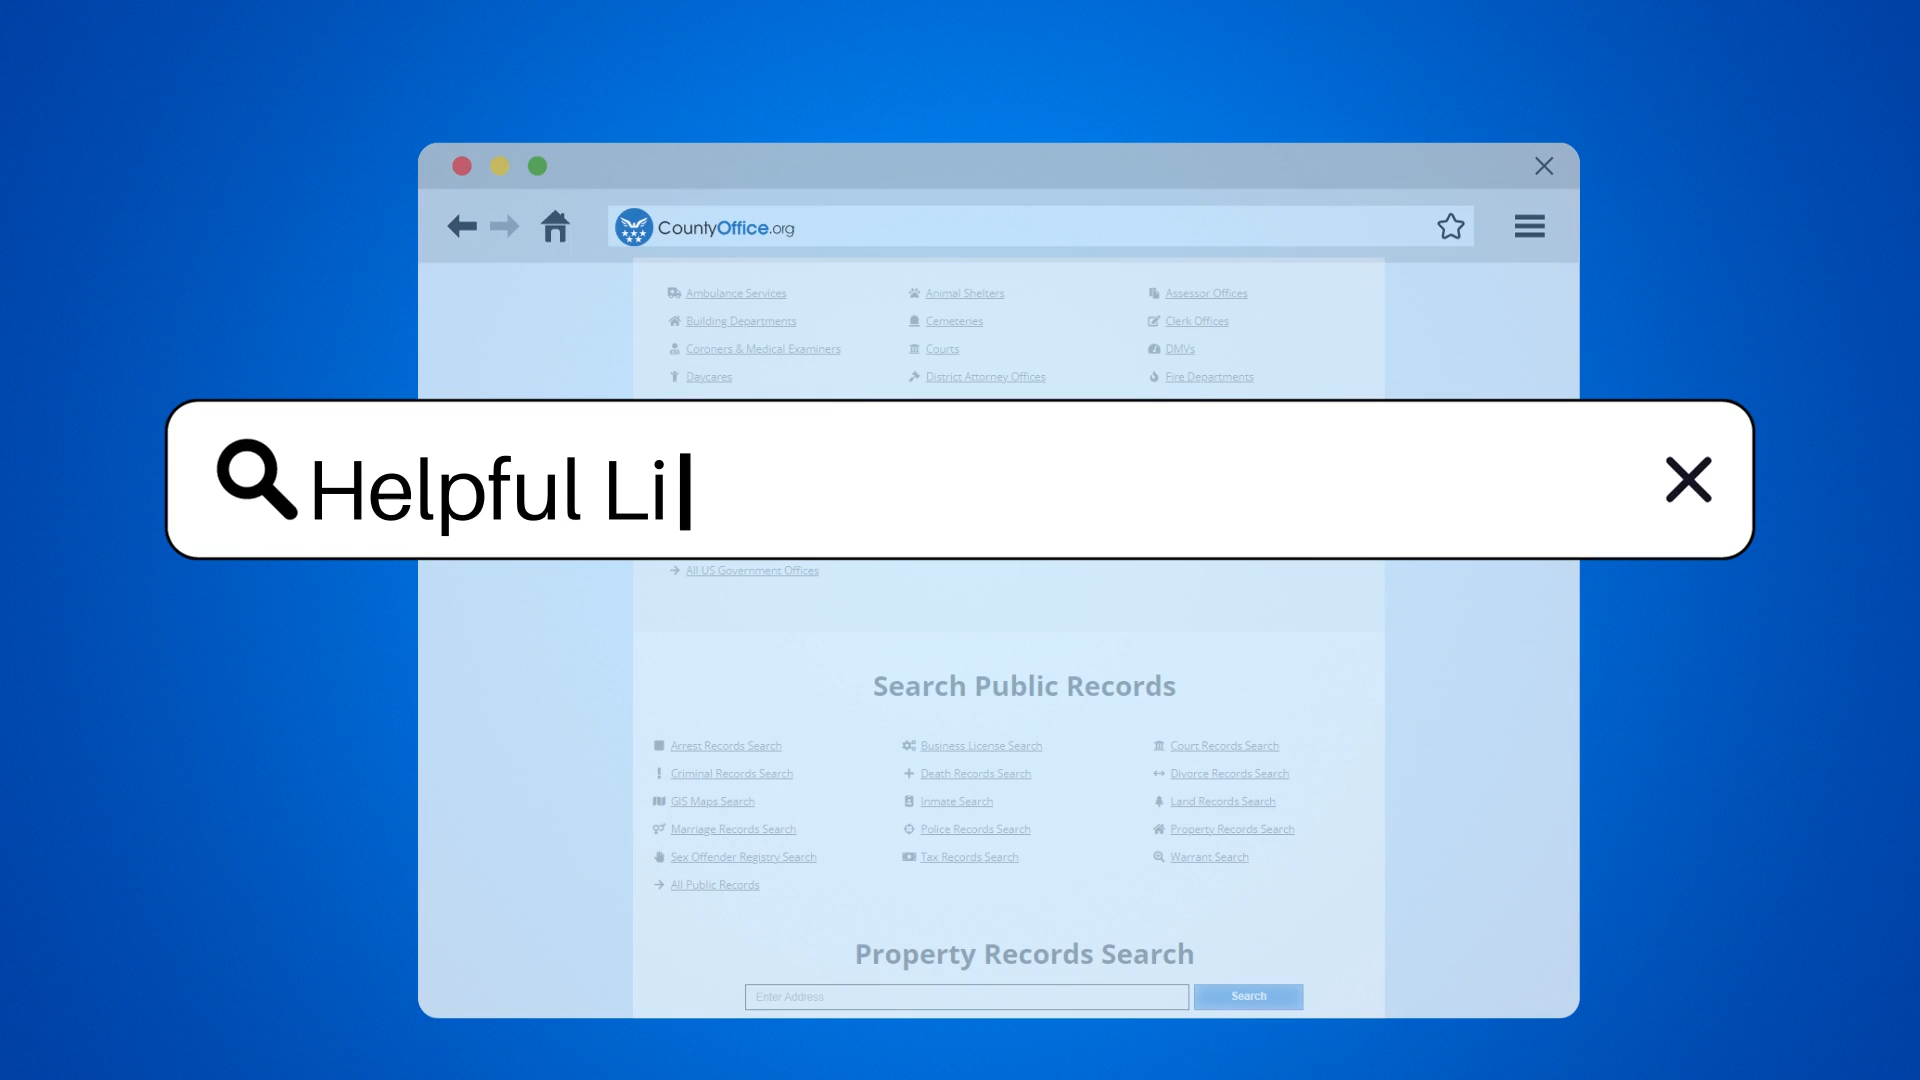 CountyOffice.org
Ambulance Services Animal Shelters Assessor Offices
Building Departments Cemeteries Clerk Offices
Coroners & Medical Examiners Courts DMVs
Daycares District Attorney Offices Fire Departments
Helpful Li
All US Government Offices
Search Public Records
Arrest Records Search Business License Search Court Records Search
Criminal Records Search Death Records Search Divorce Records Search
GIS Maps Search Inmate Search Land Records Search
Marriage Records Search Police Records Search Property Records Search
Sex Offender Registry Search Tax Records Search Warrant Search
All Public Records
Property Records Search
Enter Address Search